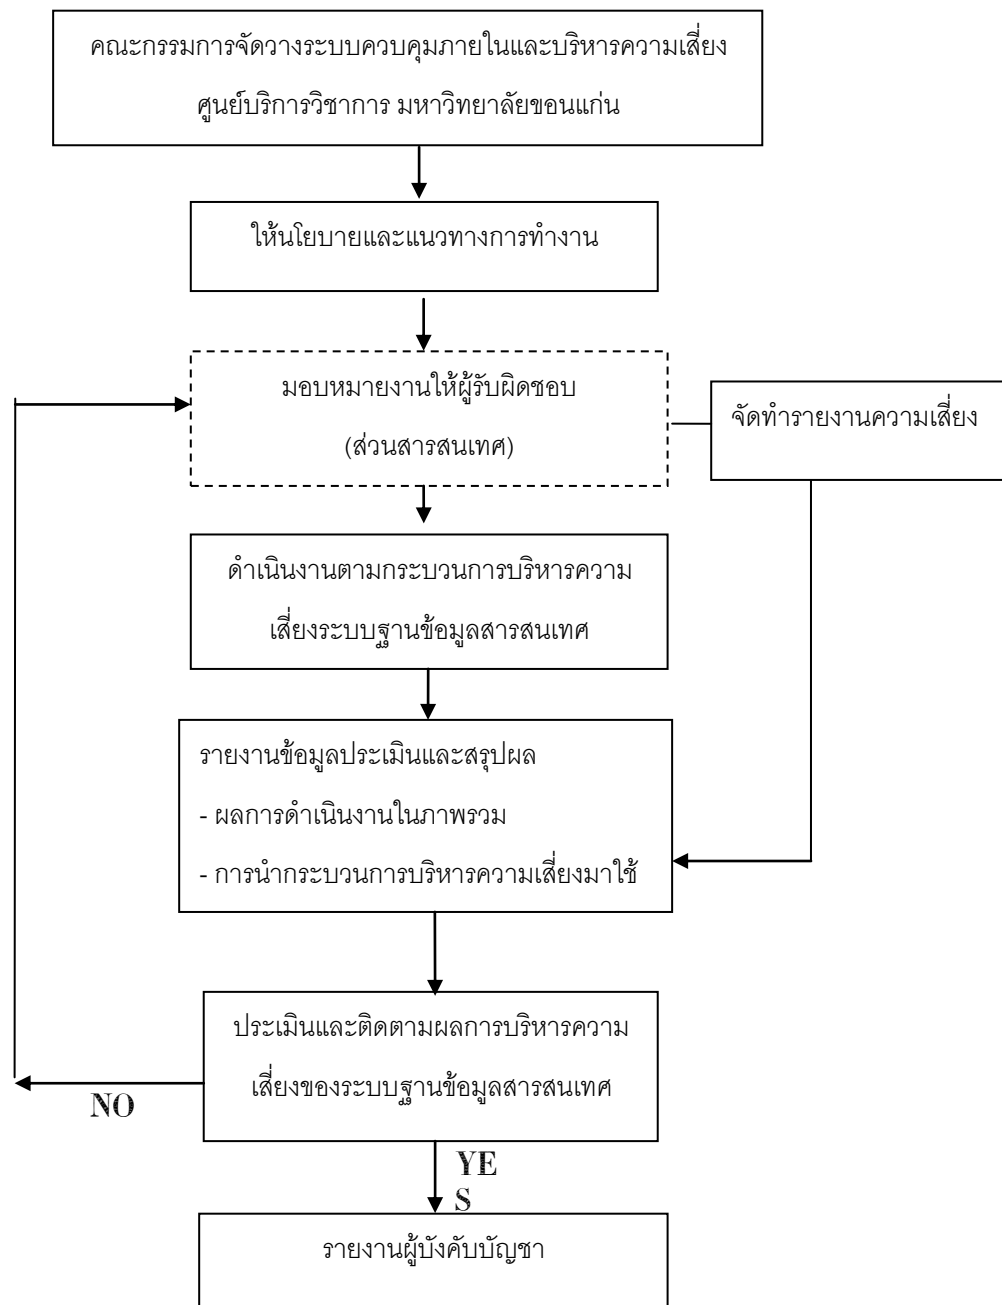 คณะกรรมการจัดวางระบบควบคุมภายในและบริหารความเสี่ยง
ศูนย์บริการวิชาการ มหาวิทยาลัยขอนแก่น
ให้นโยบายและแนวทางการทำงาน
มอบหมายงานให้ผู้รับผิดชอบ
(ส่วนสารสนเทศ)
จัดทำรายงานความเสี่ยง
ดำเนินงานตามกระบวนการบริหารความ
เสี่ยงระบบฐานข้อมูลสารสนเทศ
รายงานข้อมูลประเมินและสรุปผล
- ผลการดำเนินงานในภาพรวม
- การนำกระบวนการบริหารความเสี่ยงมาใช้
ประเมินและติดตามผลการบริหารความ
เสี่ยงของระบบฐานข้อมูลสารสนเทศ
NO
YE
S
รายงานผู้บังคับบัญชา